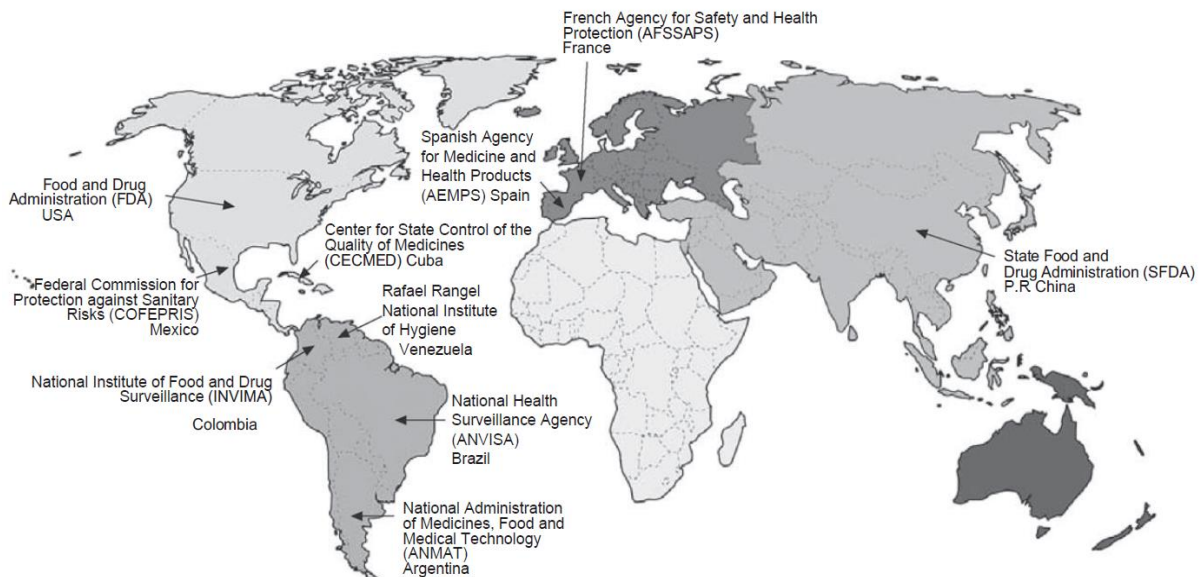 French Agency for Safety and Health
Protection (AFSSAPS)
France
Spanish Agency
for Medicine and
Health Products
(AEMPS) Spain
Food and Drug
Administration (FDA)
USA
Center for State Control of the
Quality of Medicines
(CECMED) Cuba
State Food and
Drug Administration (SFDA)
P.R China
Federal Commission for
Protection against Sanitary
Risks (COFEPRIS)
Mexico
Rafael Rangel
National Institute
of Hygiene
Venezuela
National Institute of Food and Drug
Surveillance (INVIMA)
Colombia
National Health
Surveillance Agency
(ANVISA)
Brazil
National Administration
of Medicines, Food and
Medical Technology
(ANMAT)
Argentina